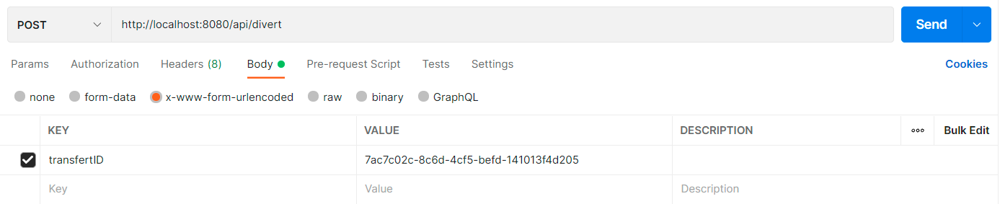 POST http://localhost:8080/api/divert Send
Params Authorization Headers (8) Body Pre-request Script Tests Settings Cookies
none form-data x-www-form-urlencoded raw binary GraphQL
KEY VALUE DESCRIPTION ooo Bulk Edit
transfertID 7ac7c02c-8c6d-4cf5-befd-141013f4d205
Key Value Description